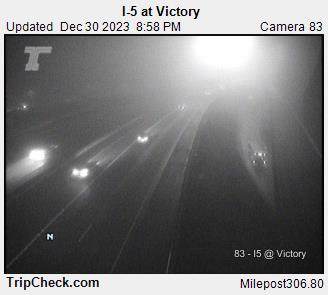 I-5 at Victory
Updated Dec 30 2023 8:58 PM Camera 83
T
N
83 - I5 @ Victory
TripCheck.com Milepost306.80